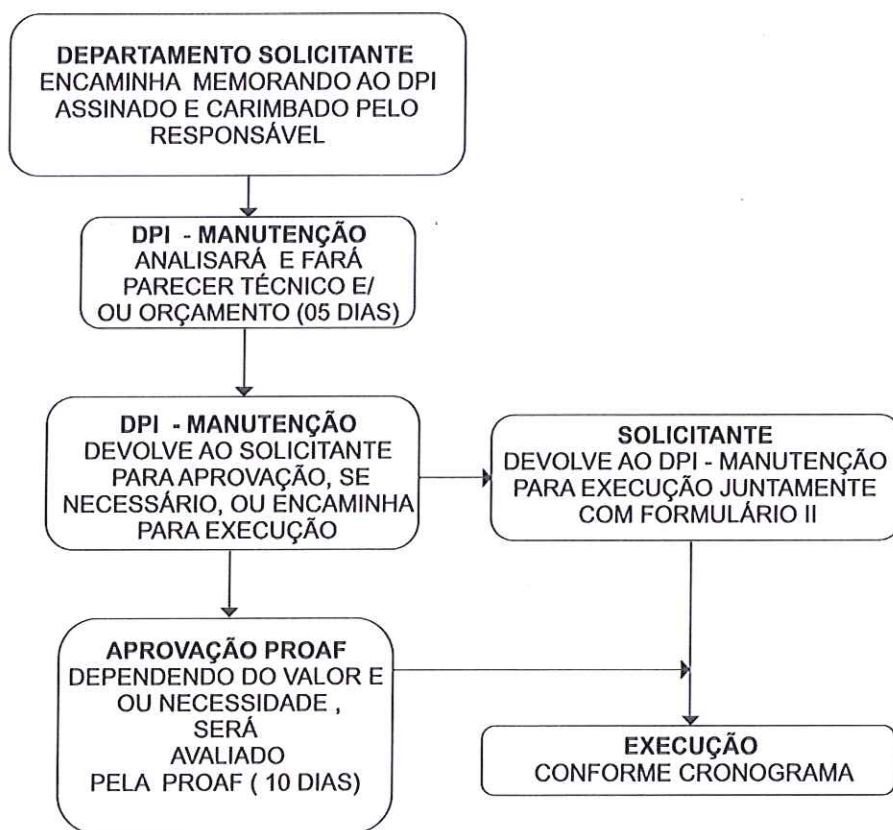 DEPARTAMENTO SOLICITANTE
ENCAMINHA MEMORANDO AO DPI
ASSINADO E CARIMBADO PELO
RESPONSÁVEL
DPI - MANUTENÇÃO
ANALISARÁ E FARÁ
PARECER TÉCNICO E/
OU ORÇAMENTO (05 DIAS)
DPI - MANUTENÇÃO
DEVOLVE AO SOLICITANTE
PARA APROVAÇÃO, SE
NECESSÁRIO, OU ENCAMINHA
PARA EXECUÇÃO
SOLICITANTE
DEVOLVE AO DPI - MANUTENÇÃO
PARA EXECUÇÃO JUNTAMENTE
COM FORMULÁRIO II
APROVAÇÃO PROAF
DEPENDENDO DO VALOR E
OU NECESSIDADE ,
SERÁ
AVALIADO
PELA PROAF ( 10 DIAS)
EXECUÇÃO
CONFORME CRONOGRAMA